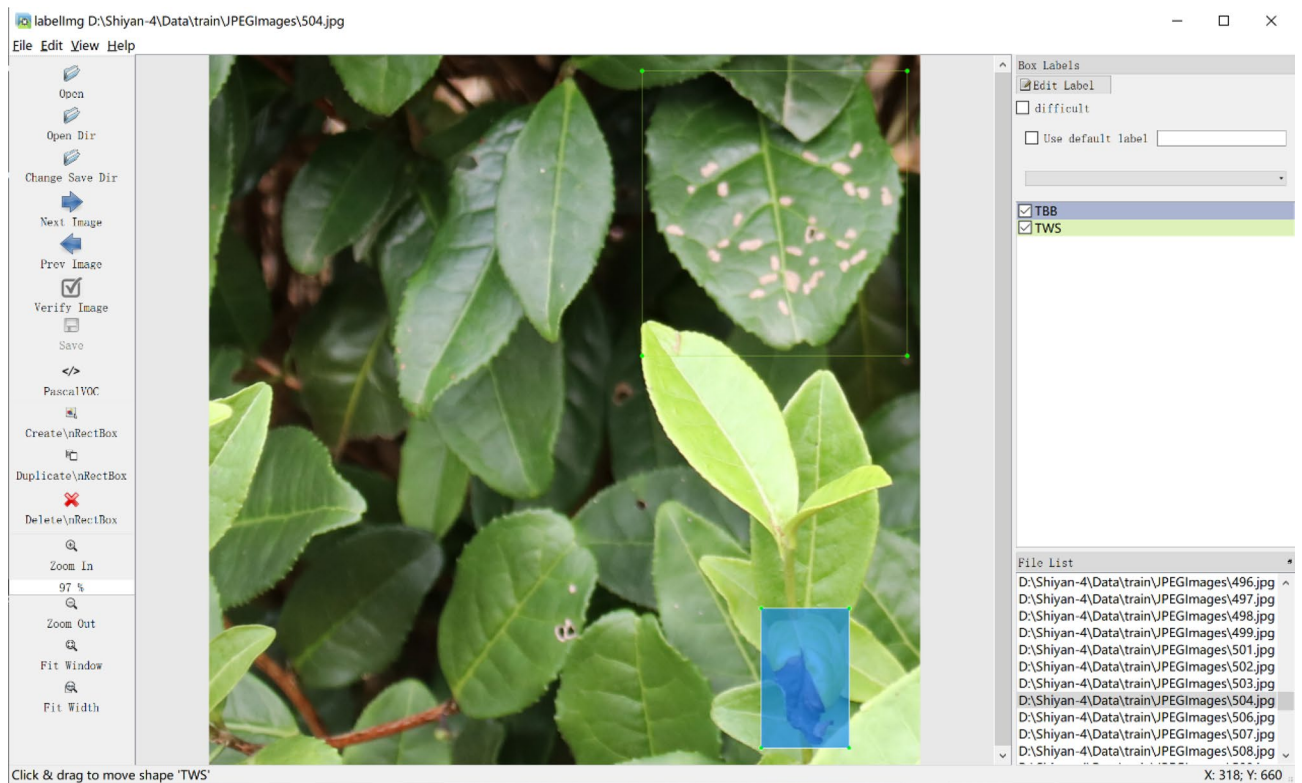 labelImg D:\Shiyan-4\Data\train\JPEGImages\504.jpg
File Edit View Help
Open
Open Dir
Change Save Dir
Next Image
Prev Image
Verify Image
Save
</>
PascalVOC
Create\nRectBox
Duplicate\nRectBox
Delete\nRectBox
Zoom In
97 %
Zoom Out
Fit Window
Fit Width
Box Labels
Edit Label
difficult
Use default label
TBB
TWS
File List
D:\Shiyan-4\Data\train\JPEGImages\496.jpg
D:\Shiyan-4\Data\train\JPEGImages\497.jpg
D:\Shiyan-4\Data\train\JPEGImages\498.jpg
D:\Shiyan-4\Data\train\JPEGImages\499.jpg
D:\Shiyan-4\Data\train\JPEGImages\501.jpg
D:\Shiyan-4\Data\train\JPEGImages\502.jpg
D:\Shiyan-4\Data\train\JPEGImages\503.jpg
D:\Shiyan-4\Data\train\JPEGImages\504.jpg
D:\Shiyan-4\Data\train\JPEGImages\506.jpg
D:\Shiyan-4\Data\train\JPEGImages\507.jpg
D:\Shiyan-4\Data\train\JPEGImages\508.jpg
Click & drag to move shape 'TWS'
X: 318; Y: 660